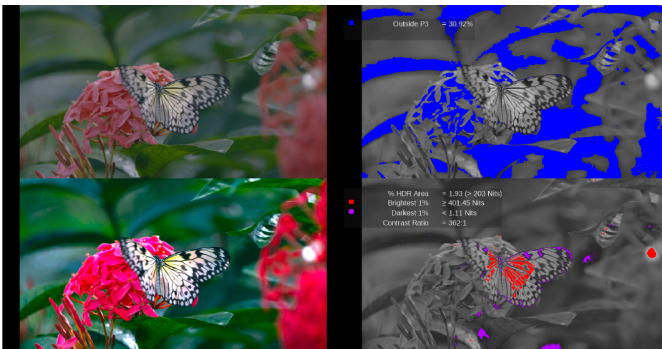 Outside P3 = 30.92%
% HDR Area = 1.93 (> 203 Nits)
Brightest 1% ≥ 401.45 Nits
Darkest 1% < 1.11 Nits
Contrast Ratio = 362:1